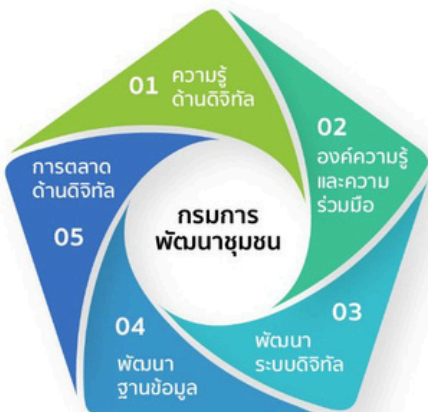 01 ความรู้
ด้านดิจิทัล
02
องค์ความรู้
และความ
ร่วมมือ
03
พัฒนา
ระบบดิจิทัล
04
พัฒนา
ฐานข้อมูล
การตลาด
ด้านดิจิทัล
05
กรมการ
พัฒนาชุมชน